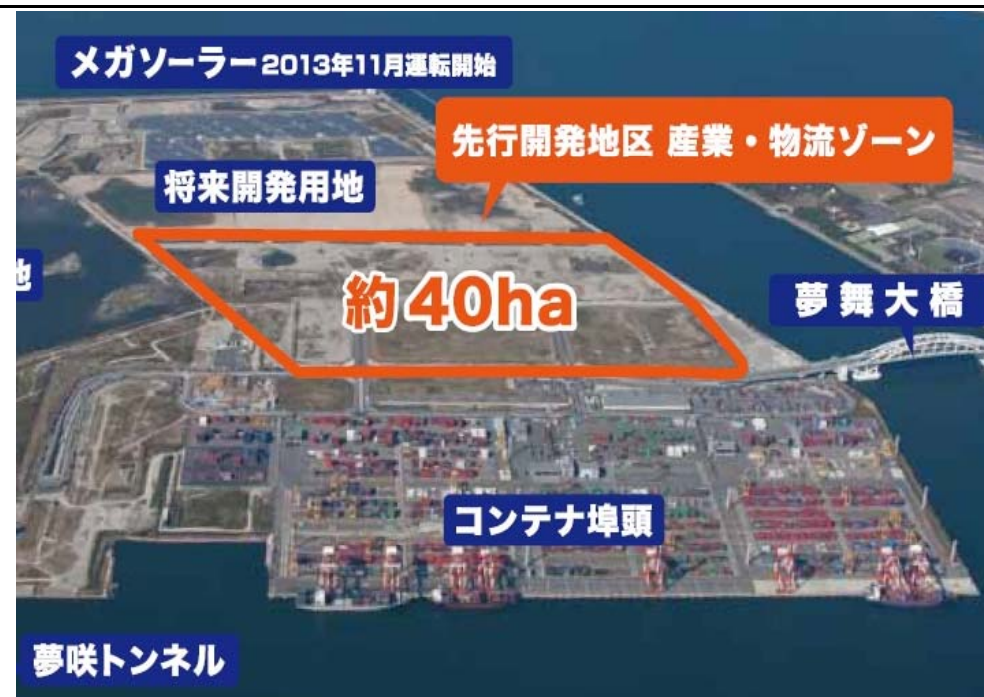 メガソーラー2013年11月運転開始
先行開発地区 産業・物流ゾーン
将来開発用地
地
約40ha
夢舞大橋
コンテナ埠頭
夢咲トンネル